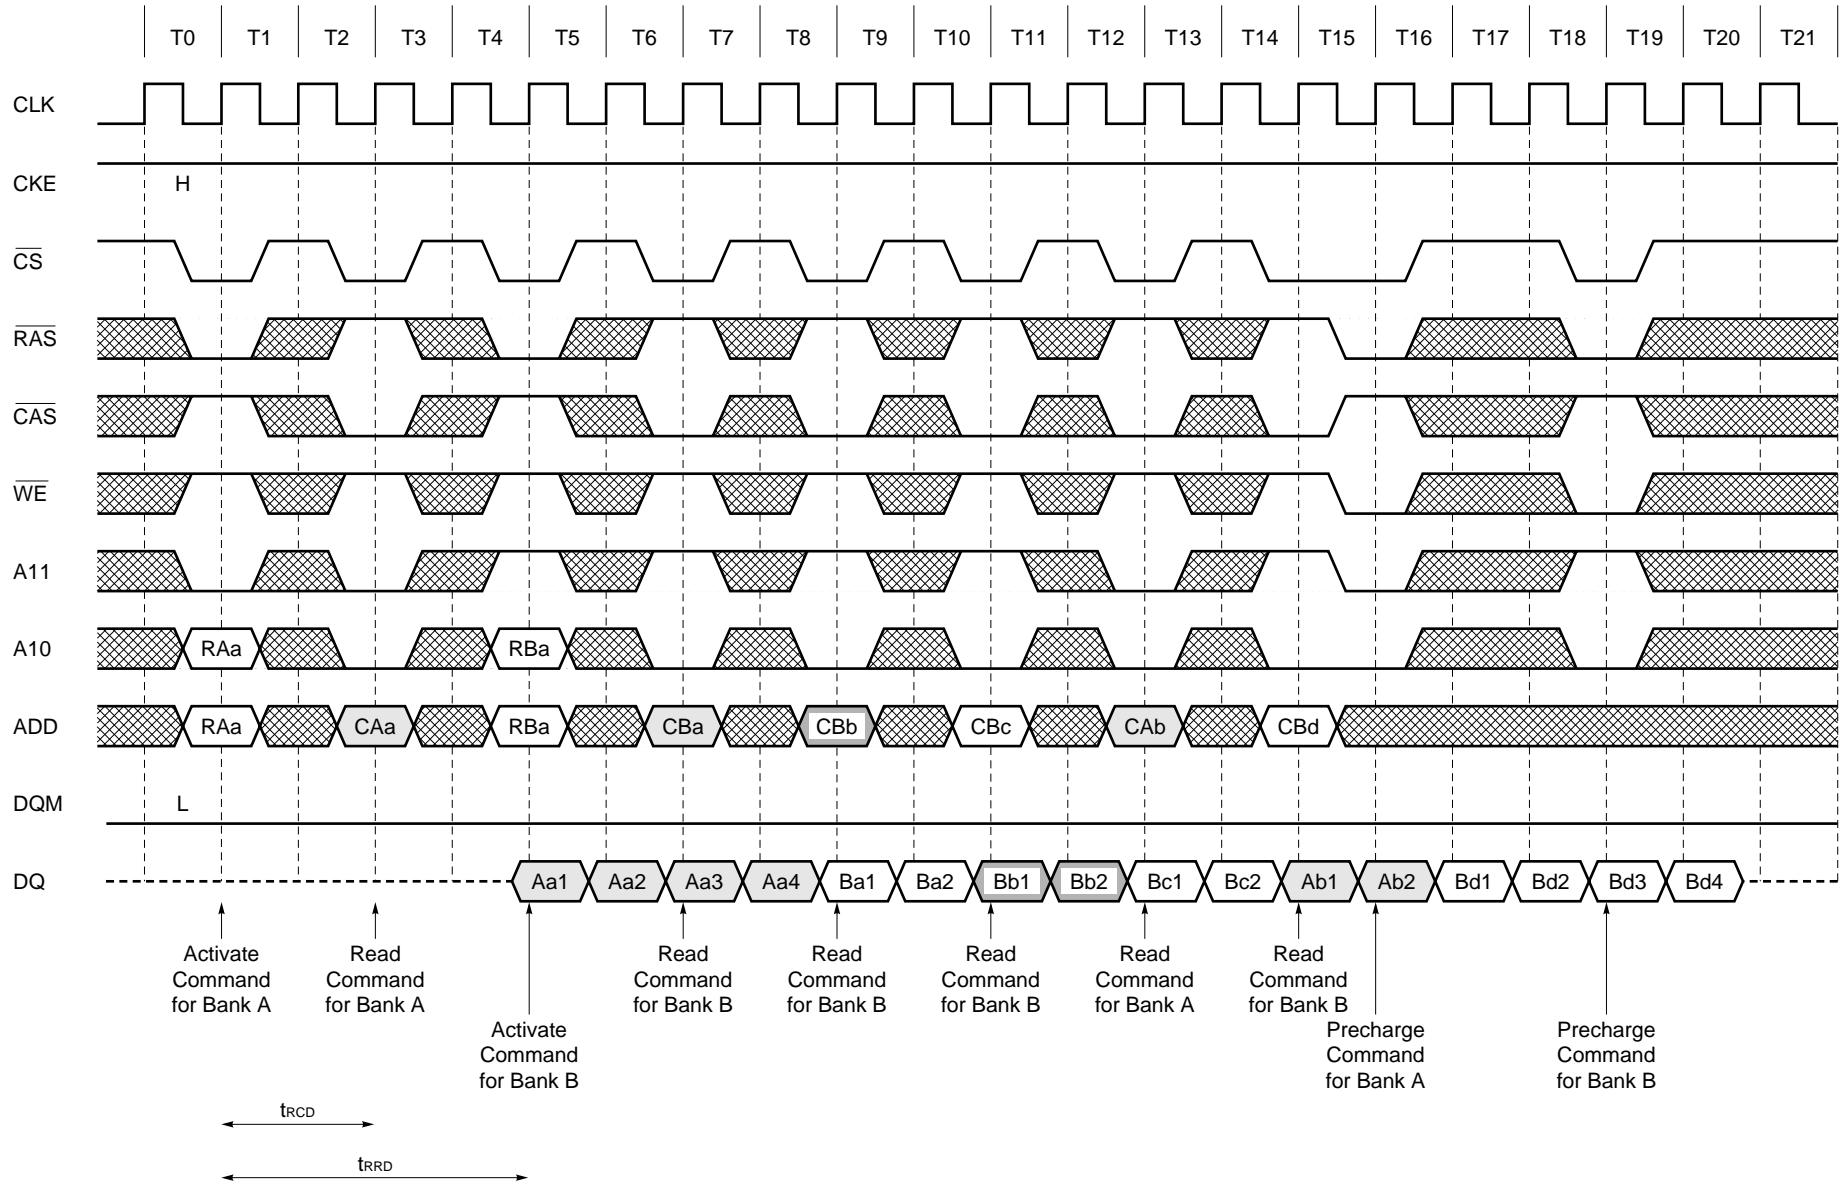 T0 T1 T2 T3 T4 T5 T6 T7 T8 T9 T10 T11 T12 T13 T14 T15 T16 T17 T18 T19 T20 T21
CLK
CKE H
CS
RAS
CAS
WE
A11
A10 RAa RBa
ADD RAa CAa RBa CBa CBb CBc CAb CBd
DQM L
DQ Aa1 Aa2 Aa3 Aa4 Ba1 Ba2 Bb1 Bb2 Bc1 Bc2 Ab1 Ab2 Bd1 Bd2 Bd3 Bd4
Activate
Command
for Bank A
Read
Command
for Bank A
Activate
Command
for Bank B
Read
Command
for Bank B
Read
Command
for Bank B
Read
Command
for Bank B
Read
Command
for Bank A
Read
Command
for Bank B
Precharge
Command
for Bank A
Precharge
Command
for Bank B
tRCD
tRRD